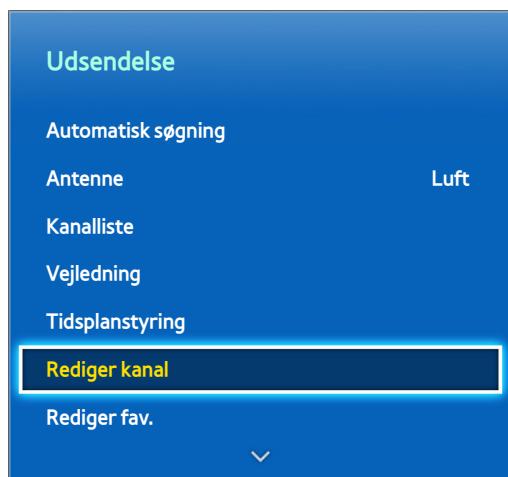 Udsendelse
Automatisk søgning
Antenne Luft
Kanalliste
Vejledning
Tidsplanstyring
Rediger kanal
Rediger fav.